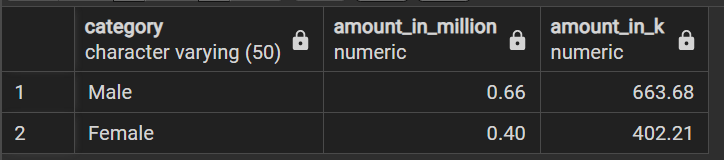 category amount_in_million amount_in_k
character varying (50) numeric numeric
1 Male 0.66 663.68
2 Female 0.40 402.21